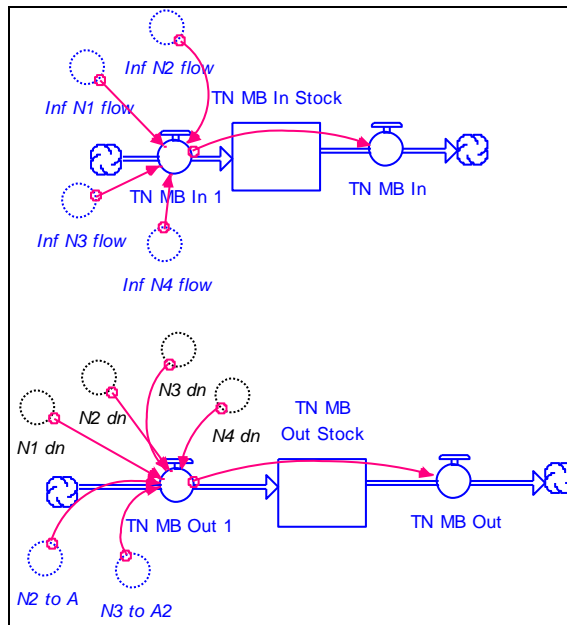 Inf N2 flow
Inf N1 flow
TN MB In Stock
TN MB In 1
TN MB In
Inf N3 flow
Inf N4 flow
N3 dn
N2 dn
N1 dn
N4 dn
TN MB
Out Stock
TN MB Out 1
TN MB Out
N2 to A
N3 to A2